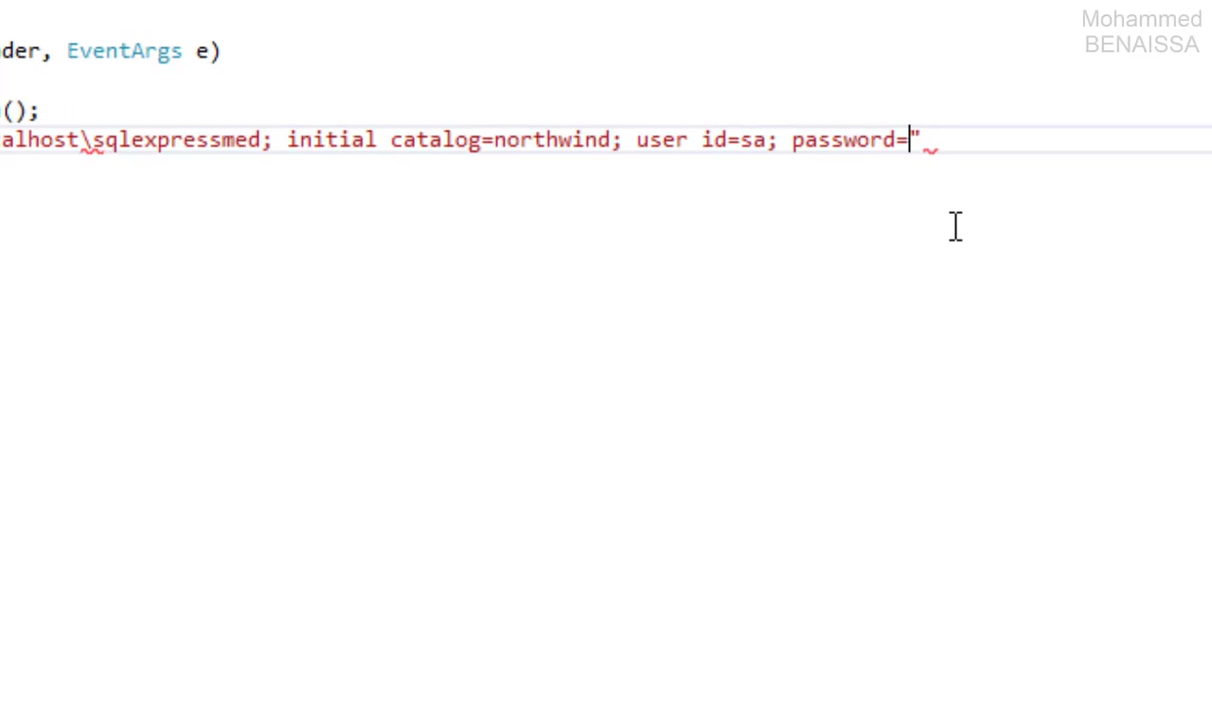 Mohammed
BENAISSA
der, EventArgs e)
();
alhost\sqlexpressmed; initial catalog=northwind; user id=sa; password="